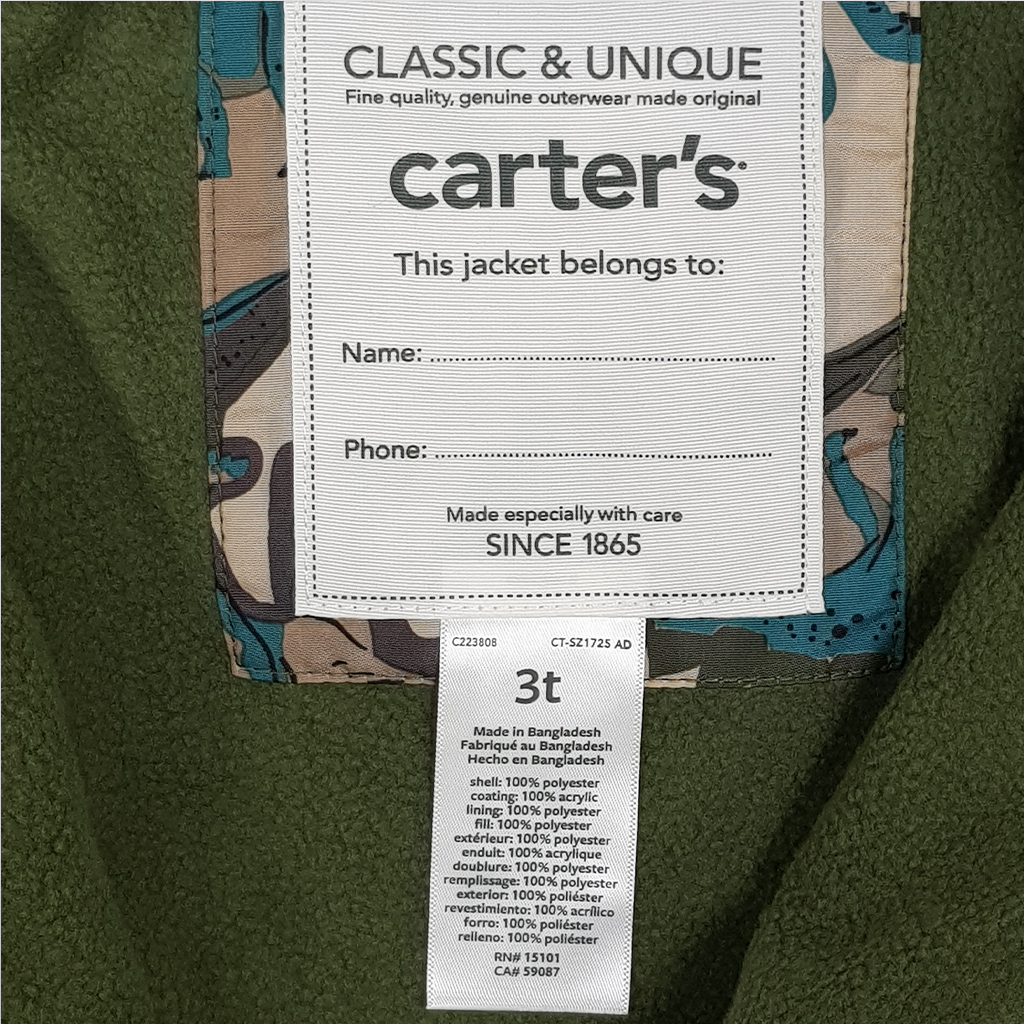 CLASSIC & UNIQUE
Fine quality, genuine outerwear made original
carter's
This jacket belongs to:
Name:
Phone:
Made especially with care
SINCE 1865
C223808 CT-SZ1725 AD
3t
Made in Bangladesh
Fabriqué au Bangladesh
Hecho en Bangladesh
shell: 100% polyester
coating: 100% acrylic
lining: 100% polyester
fill: 100% polyester
extérieur: 100% polyester
enduit: 100% acrylique
doublure: 100% polyester
remplissage: 100% polyester
exterior: 100% poliéster
revestimiento: 100% acrílico
forro: 100% poliéster
relleno: 100% poliéster
RN# 15101
CA# 59087